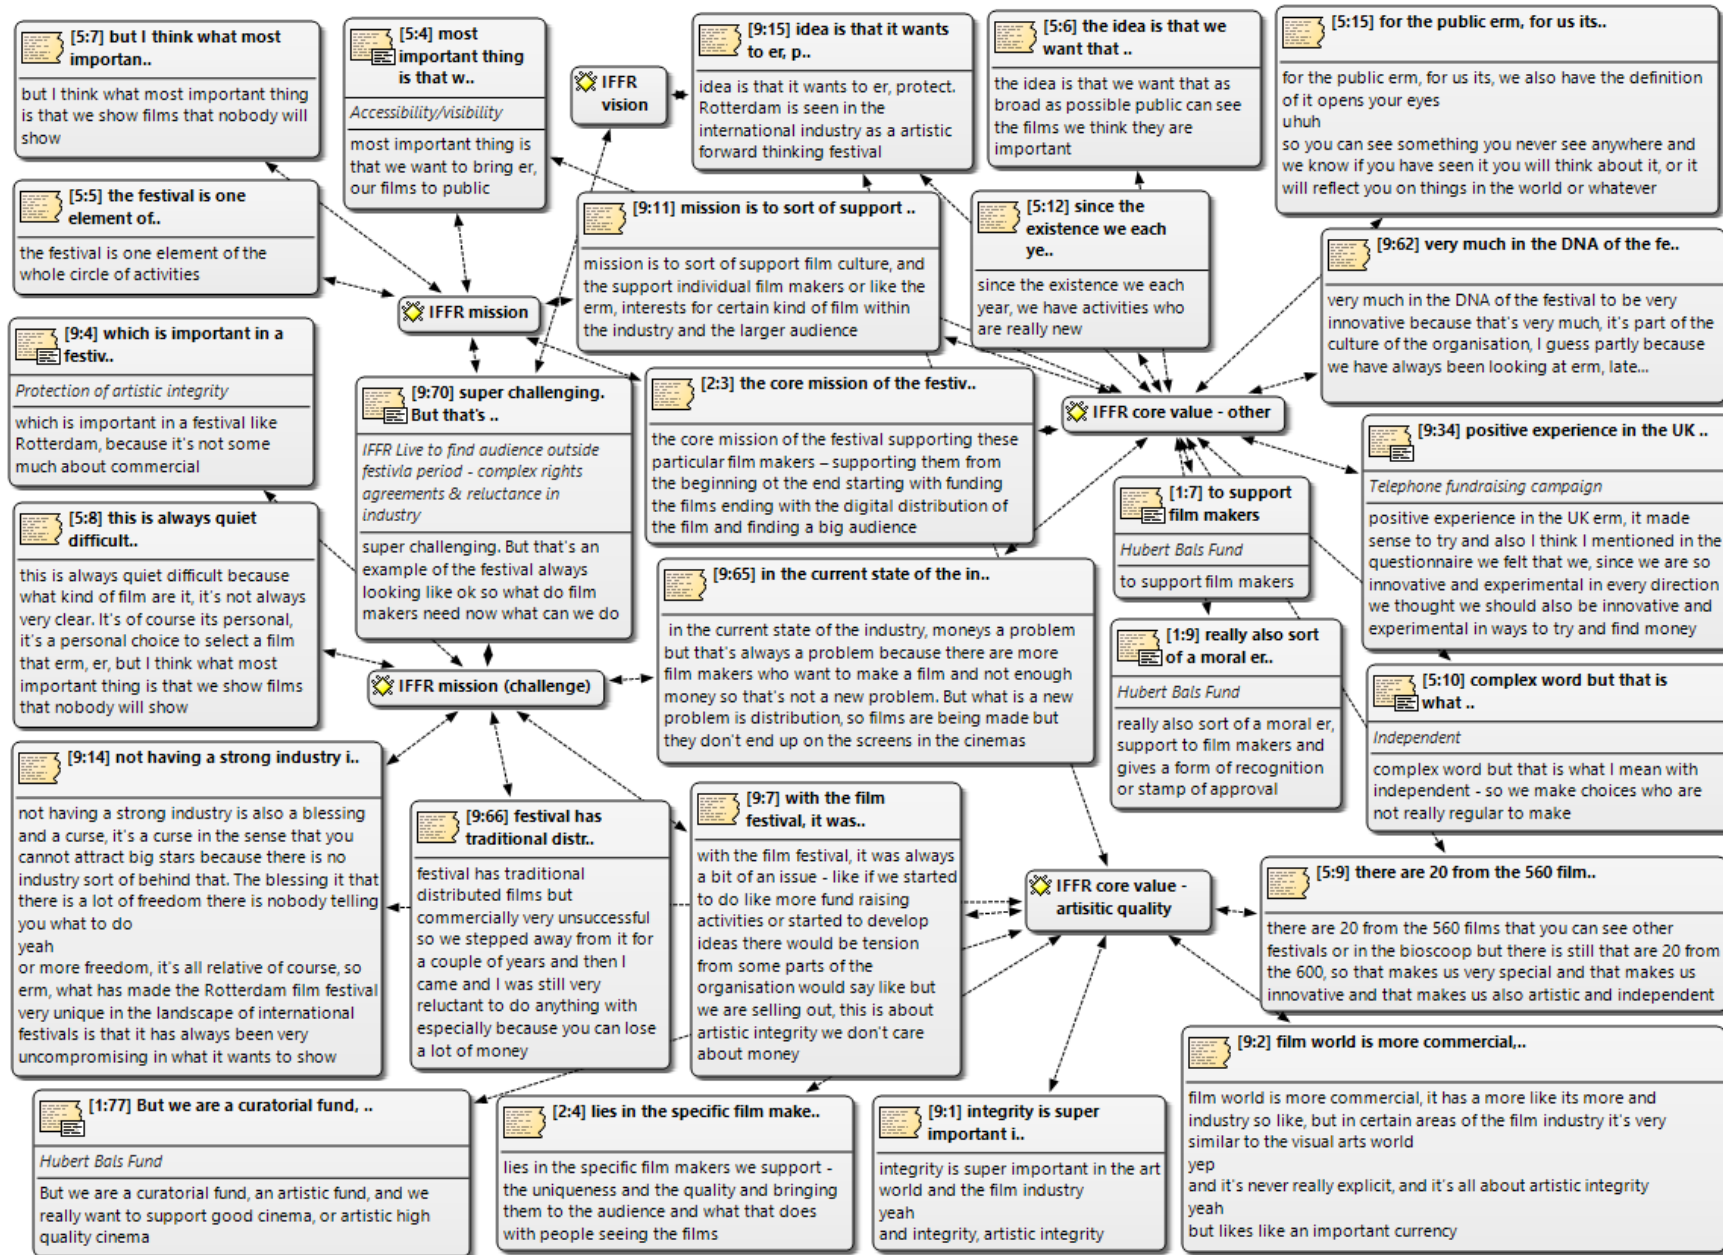 [5:7] but I think what most
importan..
but I think what most important thing
is that we show films that nobody will
show
[5:4] most
important thing
is that w..
Accessibility/visibility
most important thing is
that we want to bring er,
our films to public
IFFR
vision
[9:15] idea is that it wants
to er, p..
idea is that it wants to er, protect.
Rotterdam is seen in the
international industry as a artistic
forward thinking festival
[5:6] the idea is that we
want that ..
the idea is that we want that as
broad as possible public can see
the films we think they are
important
[5:15] for the public erm, for us its..
for the public erm, for us its, we also have the definition
of it opens your eyes
uhuh
so you can see something you never see anywhere and
we know if you have seen it you will think about it, or it
will reflect you on things in the world or whatever
[5:5] the festival is one
element of..
the festival is one element of the
whole circle of activities
[9:11] mission is to sort of support ..
mission is to sort of support film culture, and
the support individual film makers or like the
erm, interests for certain kind of film within
the industry and the larger audience
[5:12] since the
existence we each
ye..
since the existence we each
year, we have activities who
are really new
[9:62] very much in the DNA of the fe..
very much in the DNA of the festival to be very
innovative because that's very much, it's part of the
culture of the organisation, I guess partly because
we have always been looking at erm, late...
IFFR mission
[9:4] which is important in a
festiv..
Protection of artistic integrity
which is important in a festival like
Rotterdam, because it's not some
much about commercial
[9:70] super challenging.
But that's ..
IFFR Live to find audience outside
festivla period - complex rights
agreements & reluctance in
industry
super challenging. But that's an
example of the festival always
looking like ok so what do film
makers need now what can we do
[2:3] the core mission of the festiv..
the core mission of the festival supporting these
particular film makers – supporting them from
the beginning ot the end starting with funding
the films ending with the digital distribution of
the film and finding a big audience
IFFR core value - other
[9:34] positive experience in the UK ..
Telephone fundraising campaign
positive experience in the UK erm, it made
sense to try and also I think I mentioned in the
questionnaire we felt that we, since we are so
innovative and experimental in every direction
we thought we should also be innovative and
experimental in ways to try and find money
[1:7] to support
film makers
Hubert Bals Fund
to support film makers
[5:8] this is always quiet
difficult..
this is always quiet difficult because
what kind of film are it, it's not always
very clear. It's of course its personal,
it's a personal choice to select a film
that erm, er, but I think what most
important thing is that we show films
that nobody will show
[9:65] in the current state of the in..
in the current state of the industry, moneys a problem
but that's always a problem because there are more
film makers who want to make a film and not enough
money so that's not a new problem. But what is a new
problem is distribution, so films are being made but
they don't end up on the screens in the cinemas
[1:9] really also sort
of a moral er..
Hubert Bals Fund
really also sort of a moral er,
support to film makers and
gives a form of recognition
or stamp of approval
IFFR mission (challenge)
[5:10] complex word but that is
what ..
Independent
complex word but that is what I mean with
independent - so we make choices who are
not really regular to make
[9:14] not having a strong industry i..
not having a strong industry is also a blessing
and a curse, it's a curse in the sense that you
cannot attract big stars because there is no
industry sort of behind that. The blessing it that
there is a lot of freedom there is nobody telling
you what to do
yeah
or more freedom, it's all relative of course, so
erm, what has made the Rotterdam film festival
very unique in the landscape of international
festivals is that it has always been very
uncompromising in what it wants to show
[9:66] festival has
traditional distr..
festival has traditional
distributed films but
commercially very unsuccessful
so we stepped away from it for
a couple of years and then I
came and I was still very
reluctant to do anything with
especially because you can lose
a lot of money
[9:7] with the film
festival, it was..
with the film festival, it was always
a bit of an issue - like if we started
to do like more fund raising
activities or started to develop
ideas there would be tension
from some parts of the
organisation would say like but
we are selling out, this is about
artistic integrity we don't care
about money
IFFR core value -
artisitic quality
[5:9] there are 20 from the 560 film..
there are 20 from the 560 films that you can see other
festivals or in the bioscoop but there is still that are 20 from
the 600, so that makes us very special and that makes us
innovative and that makes us also artistic and independent
[9:2] film world is more commercial,..
film world is more commercial, it has a more like its more and
industry so like, but in certain areas of the film industry it's very
similar to the visual arts world
yep
and it's never really explicit, and it's all about artistic integrity
yeah
but likes like an important currency
[1:77] But we are a curatorial fund, ..
Hubert Bals Fund
But we are a curatorial fund, an artistic fund, and we
really want to support good cinema, or artistic high
quality cinema
[2:4] lies in the specific film make..
lies in the specific film makers we support -
the uniqueness and the quality and bringing
them to the audience and what that does
with people seeing the films
[9:1] integrity is super
important i..
integrity is super important in the art
world and the film industry
yeah
and integrity, artistic integrity